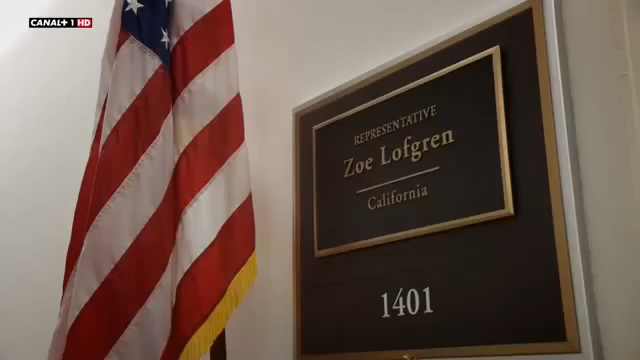 CANAL+ 1 HD
REPRESENTATIVE
Zoe Lofgren
California
1401